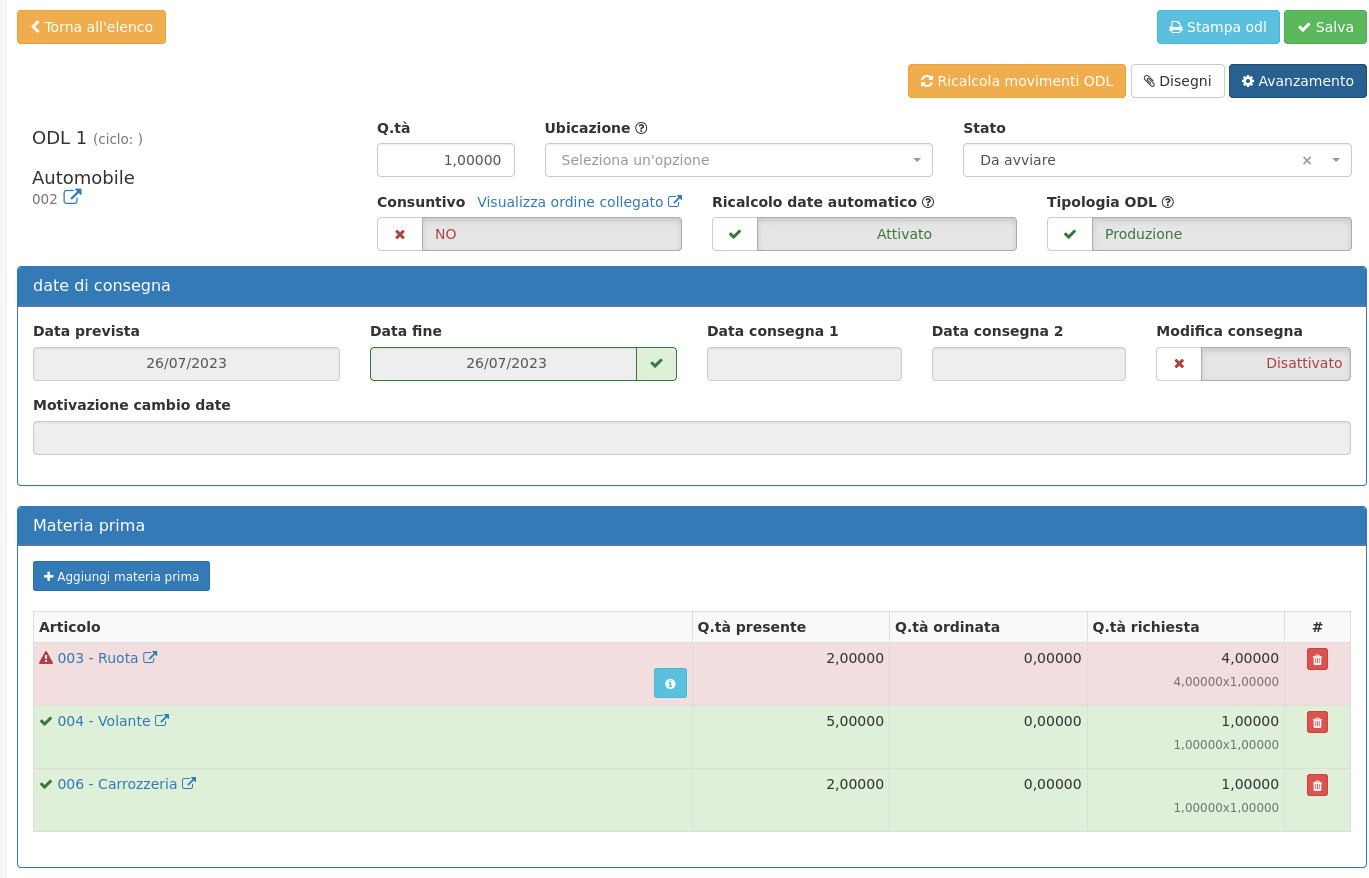 Torna all'elenco
Stampa odl
Salva
Ricalcola movimenti ODL
Disegni
Avanzamento
ODL 1 (ciclo: )
Automobile
002
Q.tà
1,00000
Ubicazione
Seleziona un'opzione
Stato
Da avviare ×
Consuntivo Visualizza ordine collegato
NO
Ricalcolo date automatico
Attivato
Tipologia ODL
Produzione
date di consegna
Data prevista
26/07/2023
Data fine
26/07/2023
Data consegna 1
Data consegna 2
Modifica consegna
Disattivato
Motivazione cambio date
Materia prima
Aggiungi materia prima
Articolo Q.tà presente Q.tà ordinata Q.tà richiesta #
003 - Ruota 2,00000 0,00000 4,00000
4,00000x1,00000
004 - Volante 5,00000 0,00000 1,00000
1,00000x1,00000
006 - Carrozzeria 2,00000 0,00000 1,00000
1,00000x1,00000